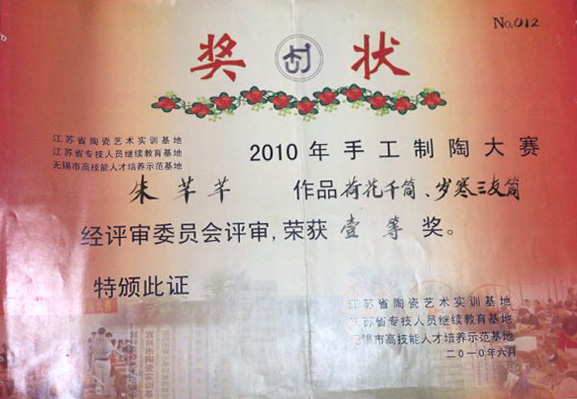 No.012
奖 状
江苏省陶瓷艺术实训基地
江苏省专技人员继续教育基地
无锡市高技能人才培养示范基地
2010年手工制陶大赛
朱芊芊 作品荷花千筒、岁寒三友筒
经评审委员会评审,荣获壹等奖。
特颁此证
江苏省陶瓷艺术实训基地
江苏省专技人员继续教育基地
无锡市高技能人才培养示范基地
二〇一〇年六月